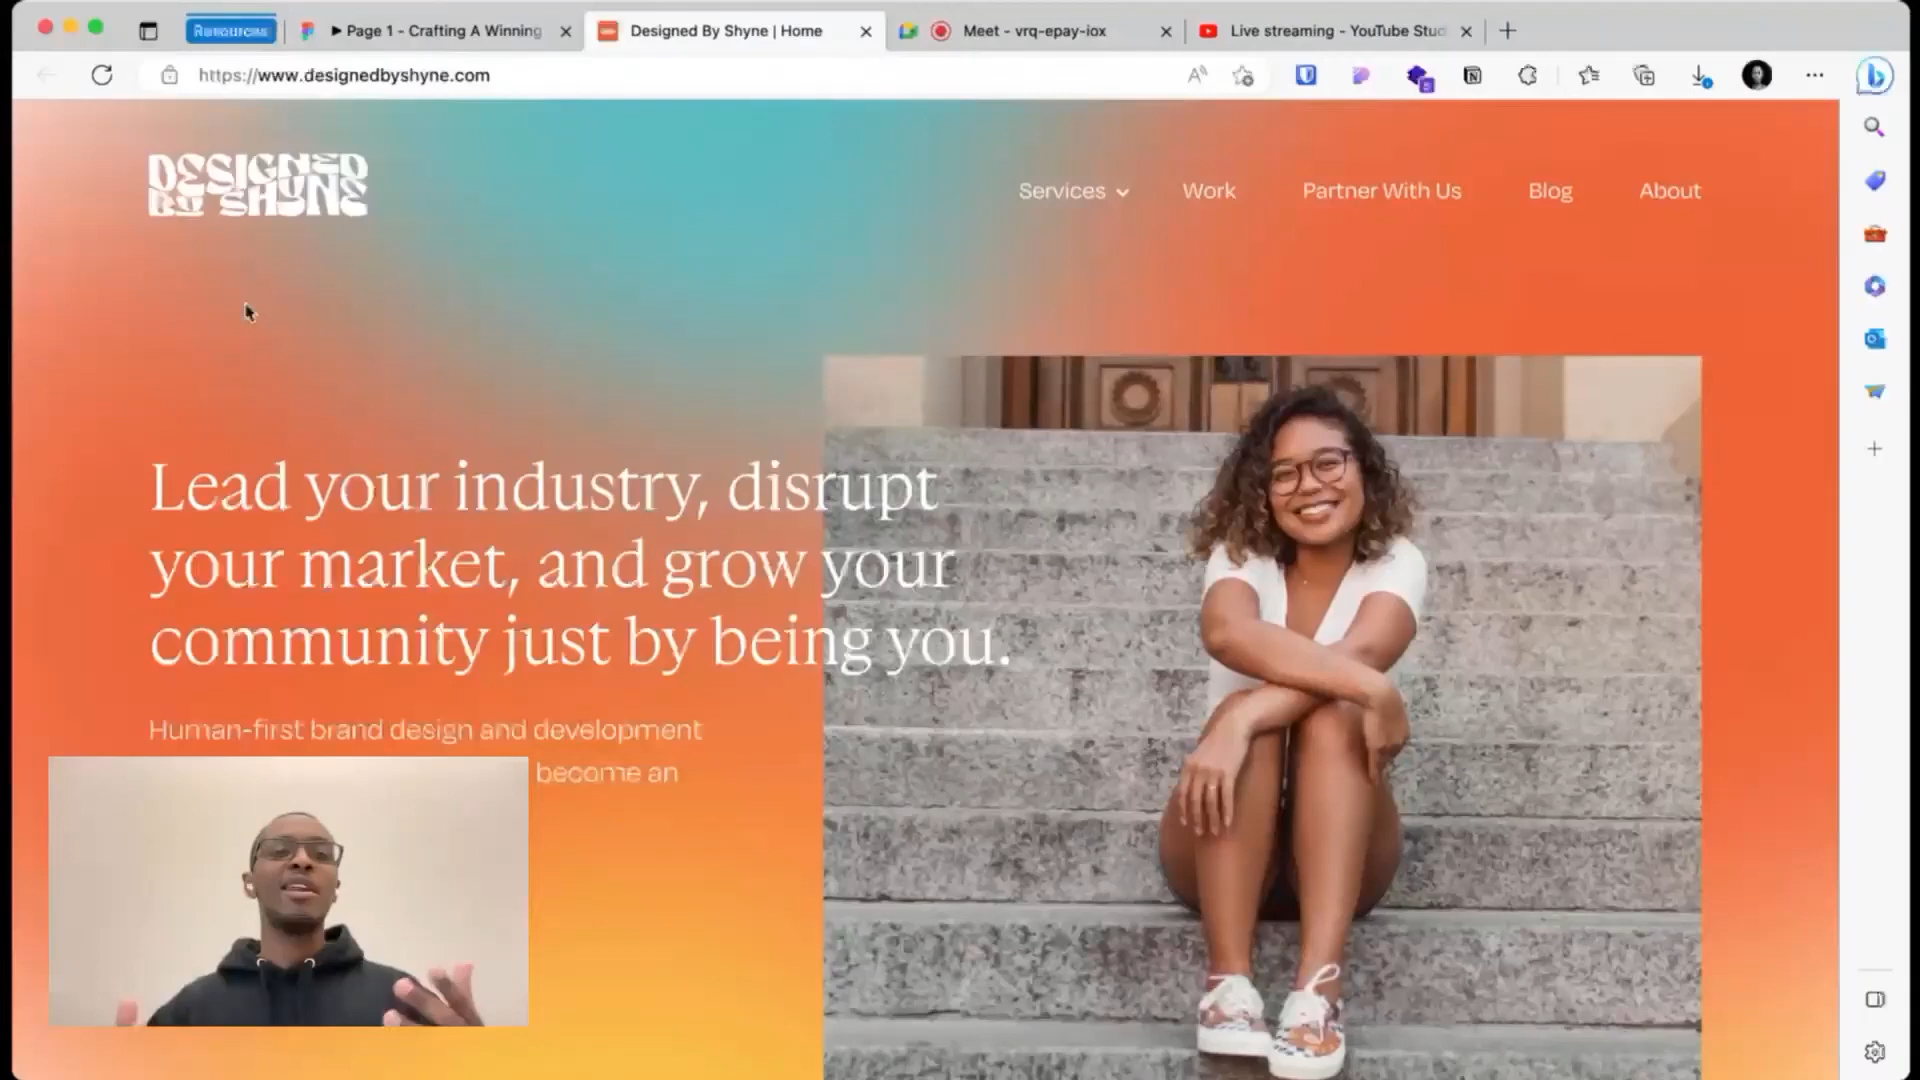 Resources
Page 1 - Crafting A Winning
Designed By Shyne | Home
Meet - vrq-epay-iox
Live streaming - YouTube Stud
https://www.designedbyshyne.com
DESIGNED
BY SHYNE
Services
Work
Partner With Us
Blog
About
Lead your industry, disrupt
your market, and grow your
community just by being you.
Human-first brand design and development
become an